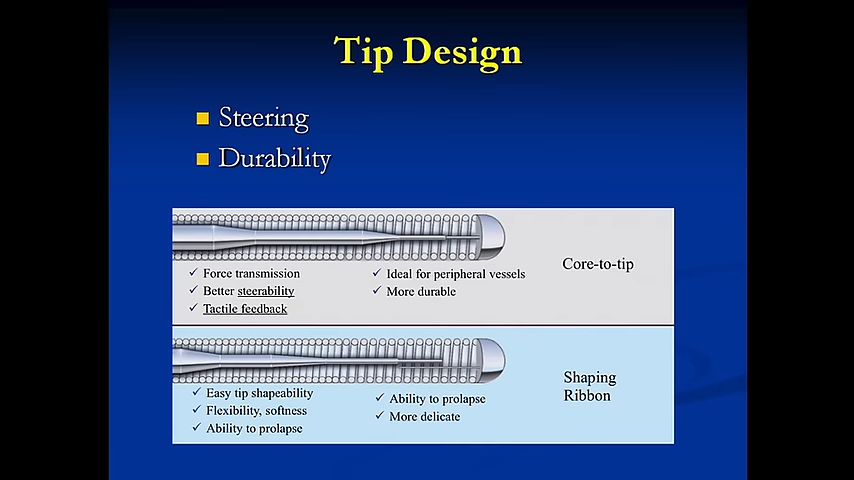 Tip Design
Steering
Durability
Force transmission
Better steerability
Tactile feedback
Ideal for peripheral vessels
More durable
Core-to-tip
Easy tip shapeability
Flexibility, softness
Ability to prolapse
Ability to prolapse
More delicate
Shaping
Ribbon